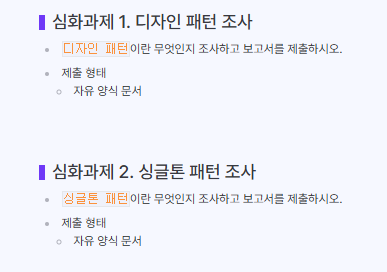 심화과제 1. 디자인 패턴 조사
디자인 패턴이란 무엇인지 조사하고 보고서를 제출하시오.
제출 형태
자유 양식 문서
심화과제 2. 싱글톤 패턴 조사
싱글톤 패턴이란 무엇인지 조사하고 보고서를 제출하시오.
제출 형태
자유 양식 문서